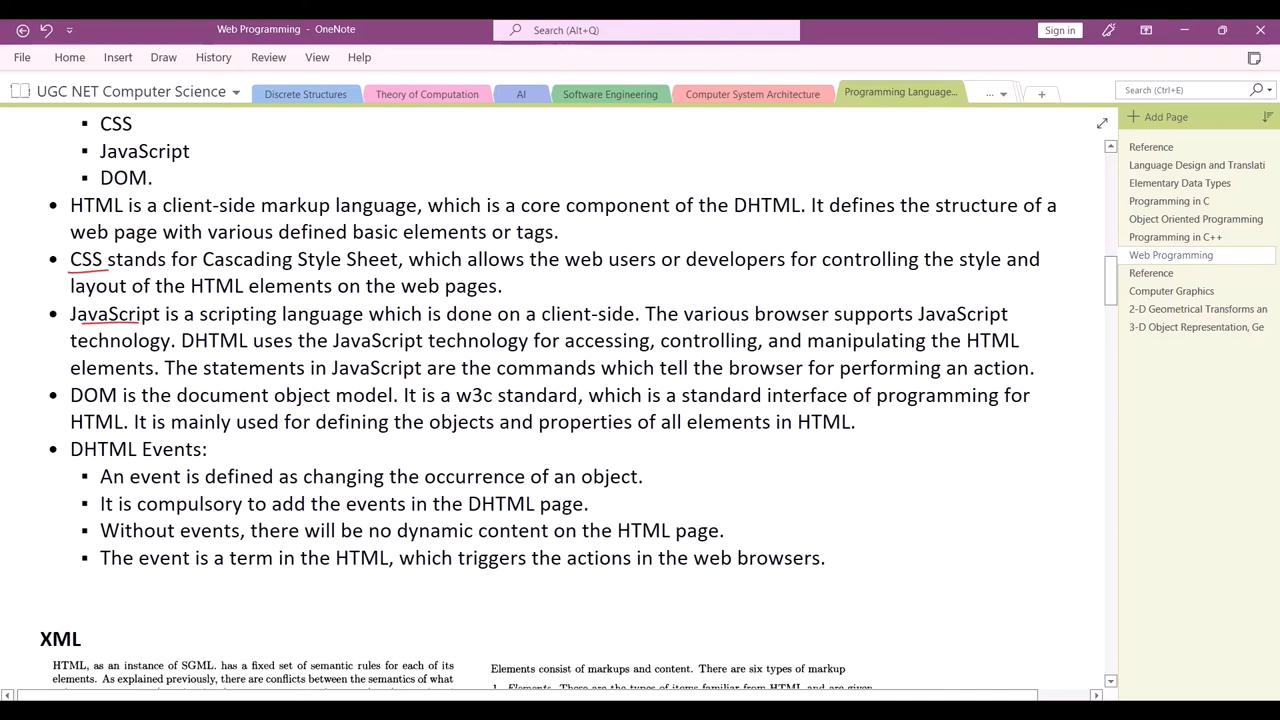 Web Programming - OneNote
Search (Alt+Q)
Sign in
File Home Insert Draw History Review View Help
UGC NET Computer Science
Discrete Structures
Theory of Computation
AI
Software Engineering
Computer System Architecture
Programming Language...
...
Search (Ctrl+E)
▪ CSS
▪ JavaScript
▪ DOM.
• HTML is a client-side markup language, which is a core component of the DHTML. It defines the structure of a
web page with various defined basic elements or tags.
• CSS stands for Cascading Style Sheet, which allows the web users or developers for controlling the style and
layout of the HTML elements on the web pages.
• JavaScript is a scripting language which is done on a client-side. The various browser supports JavaScript
technology. DHTML uses the JavaScript technology for accessing, controlling, and manipulating the HTML
elements. The statements in JavaScript are the commands which tell the browser for performing an action.
• DOM is the document object model. It is a w3c standard, which is a standard interface of programming for
HTML. It is mainly used for defining the objects and properties of all elements in HTML.
• DHTML Events:
▪ An event is defined as changing the occurrence of an object.
▪ It is compulsory to add the events in the DHTML page.
▪ Without events, there will be no dynamic content on the HTML page.
▪ The event is a term in the HTML, which triggers the actions in the web browsers.
XML
HTML, as an instance of SGML. has a fixed set of semantic rules for each of its
elements. As explained previously, there are conflicts between the semantics of what
Elements consist of markups and content. There are six types of markup
1. Elements. These are the types of items familiar from HTML and are given
Add Page
Reference
Language Design and Translati
Elementary Data Types
Programming in C
Object Oriented Programming
Programming in C++
Web Programming
Reference
Computer Graphics
2-D Geometrical Transforms an
3-D Object Representation, Ge